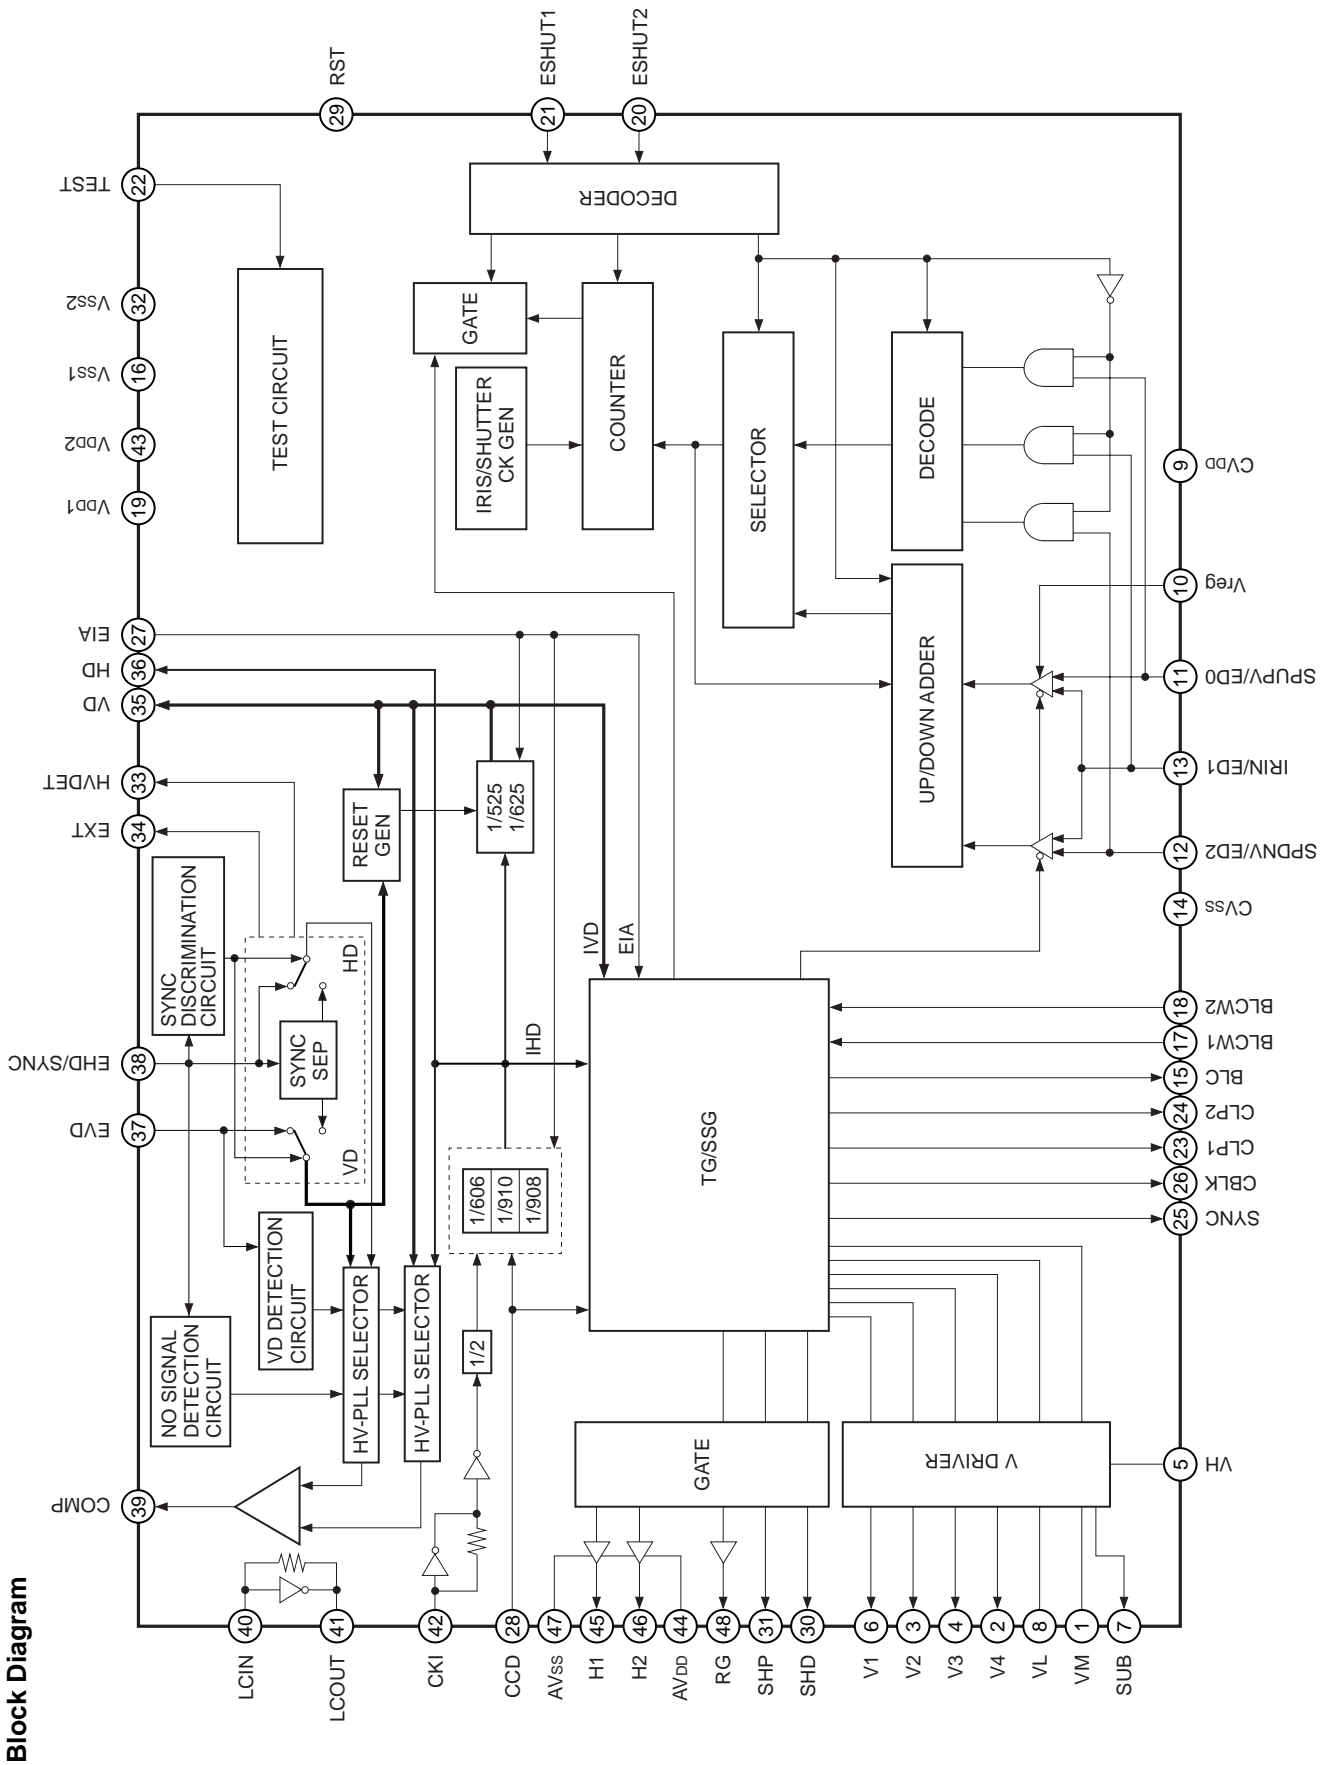 Block Diagram
29 RST
21 ESHUT1
20 ESHUT2
22 TEST
32 Vss2
16 Vss1
43 VDD2
19 VDD1
27 EIA
36 HD
35 VD
33 HVDET
34 EXT
38 EHD/SYNC
37 EVD
39 COMP
40 LCIN
41 LCOUT
42 CKI
28 CCD
47 AVss
45 H1
46 H2
44 AVDD
48 RG
31 SHP
30 SHD
6 V1
3 V2
4 V3
2 V4
8 VL
1 VM
7 SUB
5 VH
25 SYNC
26 CBLK
23 CLP1
24 CLP2
15 BLC
17 BLCW1
18 BLCW2
14 CVss
12 SPDNV/ED2
13 IRIN/ED1
11 SPUPV/ED0
10 Vreg
9 CVDD
TEST CIRCUIT
DECODER
GATE
IRIS/SHUTTER
CK GEN
COUNTER
SELECTOR
DECODE
UP/DOWN ADDER
RESET
GEN
1/525
1/625
SYNC
DISCRIMINATION
CIRCUIT
HD
SYNC
SEP
VD
IVD
EIA
IHD
1/606
1/910
1/908
TG/SSG
VD DETECTION
CIRCUIT
NO SIGNAL
DETECTION
CIRCUIT
HV-PLL SELECTOR
HV-PLL SELECTOR
1/2
GATE
V DRIVER